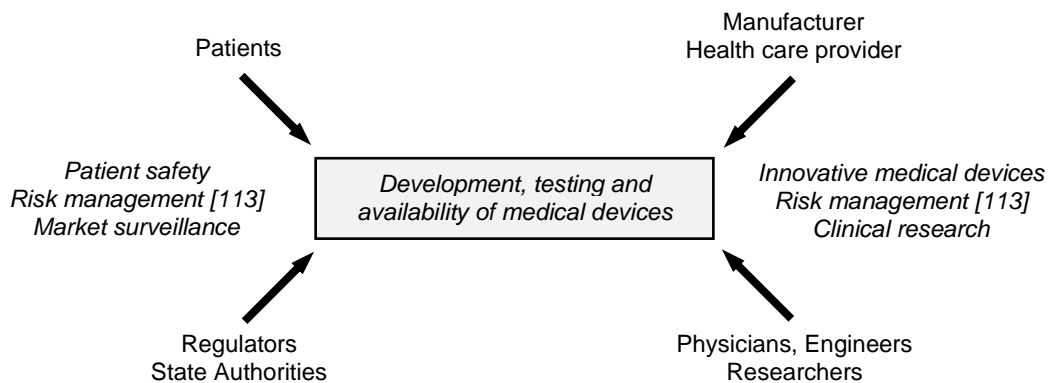 Patients
Manufacturer
Health care provider
Patient safety
Risk management [113]
Market surveillance
Development, testing and
availability of medical devices
Innovative medical devices
Risk management [113]
Clinical research
Regulators
State Authorities
Physicians, Engineers
Researchers